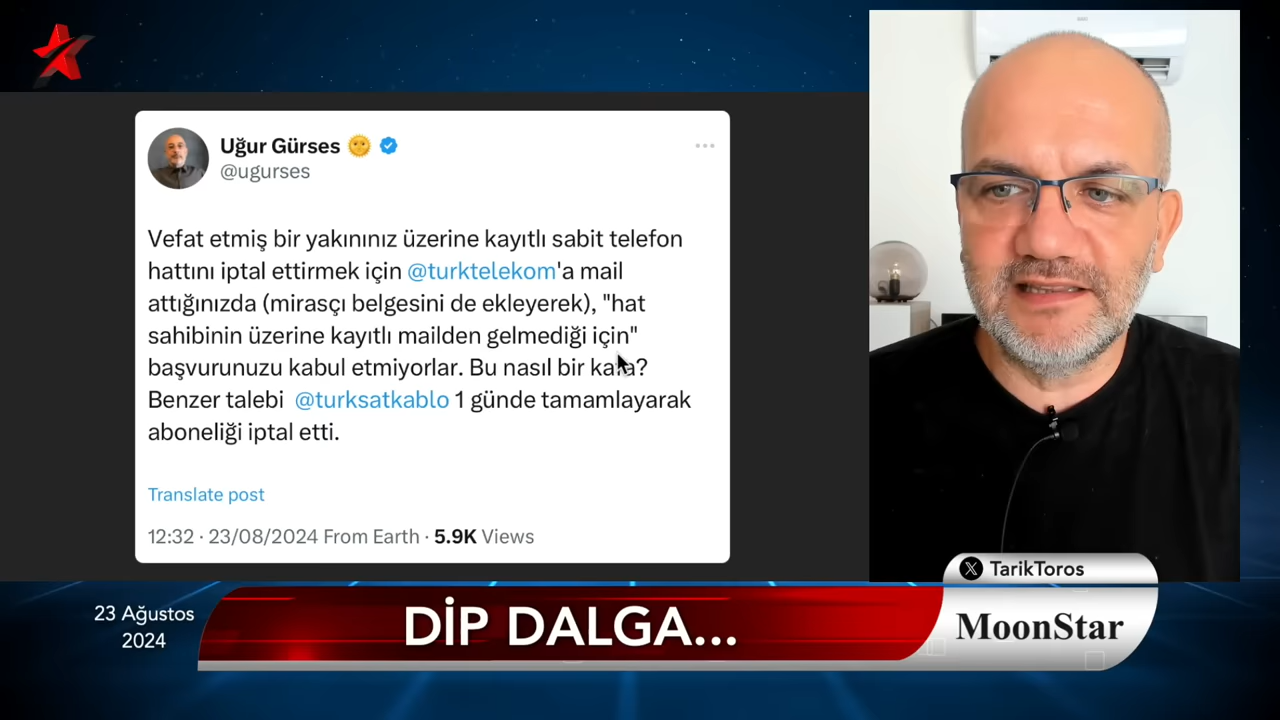 Uğur Gürses
@ugurses
Vefat etmiş bir yakınınız üzerine kayıtlı sabit telefon
hattını iptal ettirmek için @turktelekom'a mail
attığınızda (mirasçı belgesini de ekleyerek), "hat
sahibinin üzerine kayıtlı mailden gelmediği için"
başvurunuzu kabul etmiyorlar. Bu nasıl bir kafa?
Benzer talebi @turksatkablo 1 günde tamamlayarak
aboneliği iptal etti.
Translate post
12:32 · 23/08/2024 From Earth · 5.9K Views
X TarikToros
23 Ağustos
2024
DİP DALGA...
MoonStar